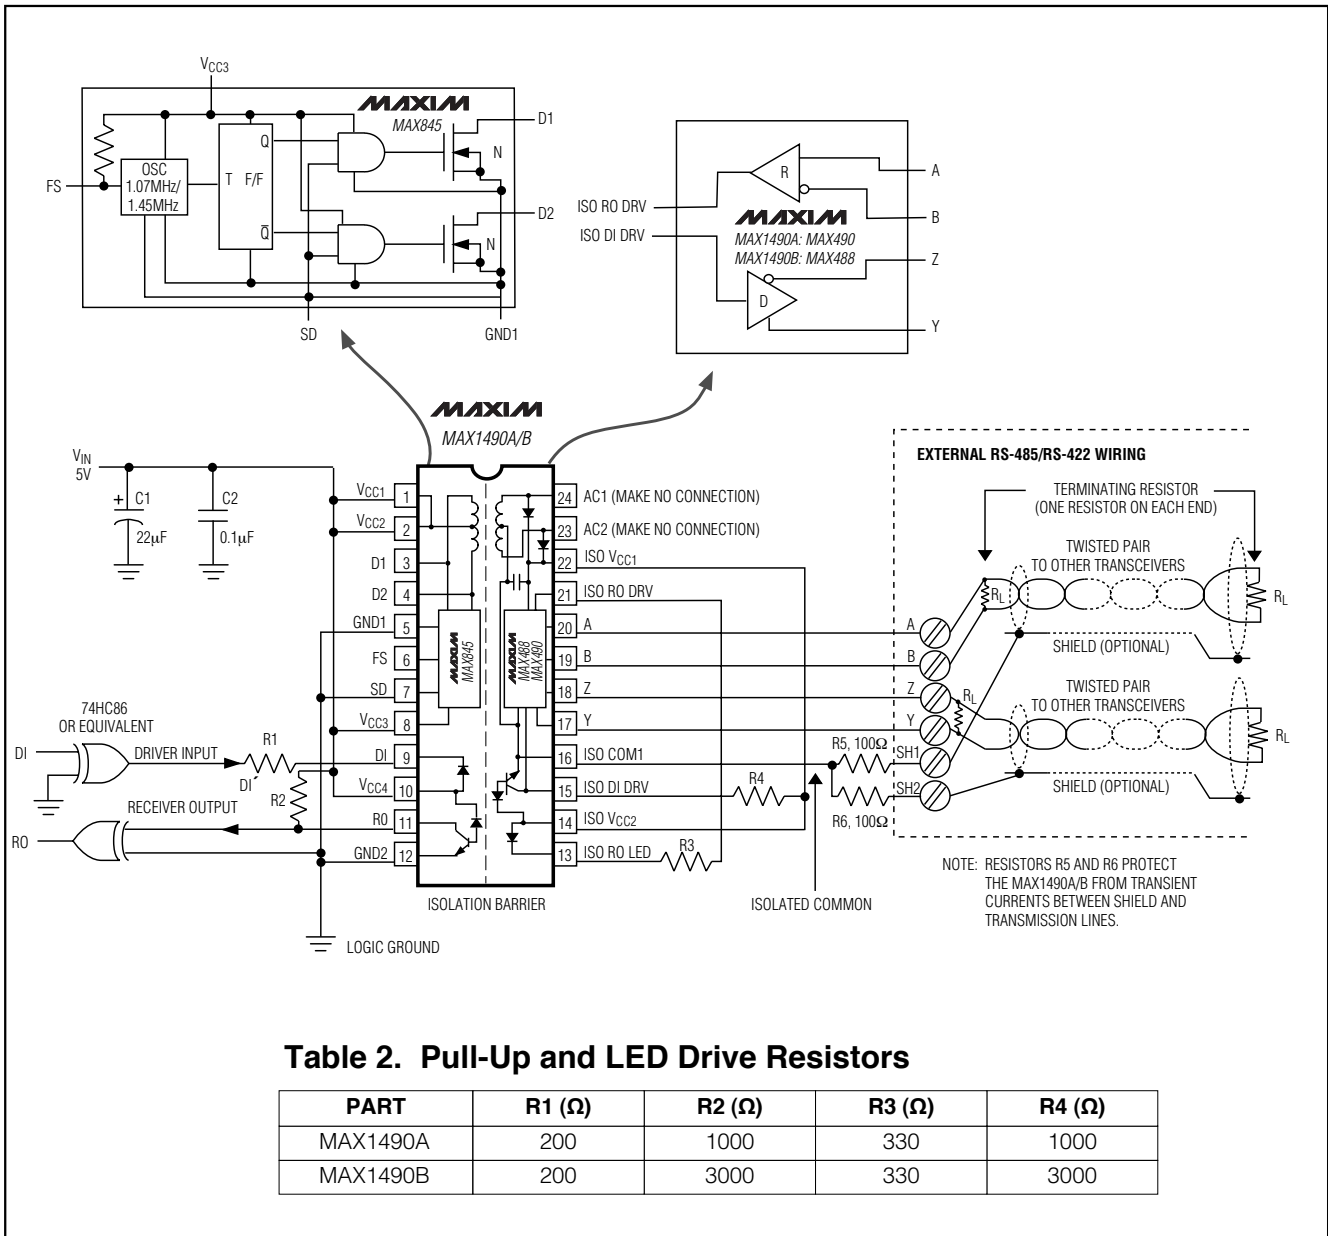 VCC3
MAXIM
MAX845
D1
Q
N
OSC
1.07MHz/
1.45MHz
FS
T F/F
D2
Q̅
N
SD
GND1
R
A
ISO RO DRV
B
MAXIM
ISO DI DRV
MAX1490A: MAX490
MAX1490B: MAX488
Z
D
Y
MAXIM
MAX1490A/B
VIN
5V
+ C1
22µF
C2
0.1µF
VCC1
1
VCC2
2
D1
3
D2
4
GND1
5
FS
6
SD
7
VCC3
8
DI
9
VCC4
10
RO
11
GND2
12
MAXIM
MAX845
MAXIM
MAX488
MAX490
24 AC1 (MAKE NO CONNECTION)
23 AC2 (MAKE NO CONNECTION)
22 ISO VCC1
21 ISO RO DRV
20 A
19 B
18 Z
17 Y
16 ISO COM1
15 ISO DI DRV
14 ISO VCC2
13 ISO RO LED
ISOLATION BARRIER
74HC86
OR EQUIVALENT
DI
DRIVER INPUT
R1
DI´
R2
RECEIVER OUTPUT
RO
LOGIC GROUND
R4
R3
R5, 100Ω
R6, 100Ω
ISOLATED COMMON
EXTERNAL RS-485/RS-422 WIRING
TERMINATING RESISTOR
(ONE RESISTOR ON EACH END)
TWISTED PAIR
TO OTHER TRANSCEIVERS
RL
RL
A
SHIELD (OPTIONAL)
B
Z
RL
TWISTED PAIR
TO OTHER TRANSCEIVERS
Y
RL
SH1
SHIELD (OPTIONAL)
SH2
NOTE: RESISTORS R5 AND R6 PROTECT
THE MAX1490A/B FROM TRANSIENT
CURRENTS BETWEEN SHIELD AND
TRANSMISSION LINES.
Table 2. Pull-Up and LED Drive Resistors
PART R1 (Ω) R2 (Ω) R3 (Ω) R4 (Ω)
MAX1490A 200 1000 330 1000
MAX1490B 200 3000 330 3000